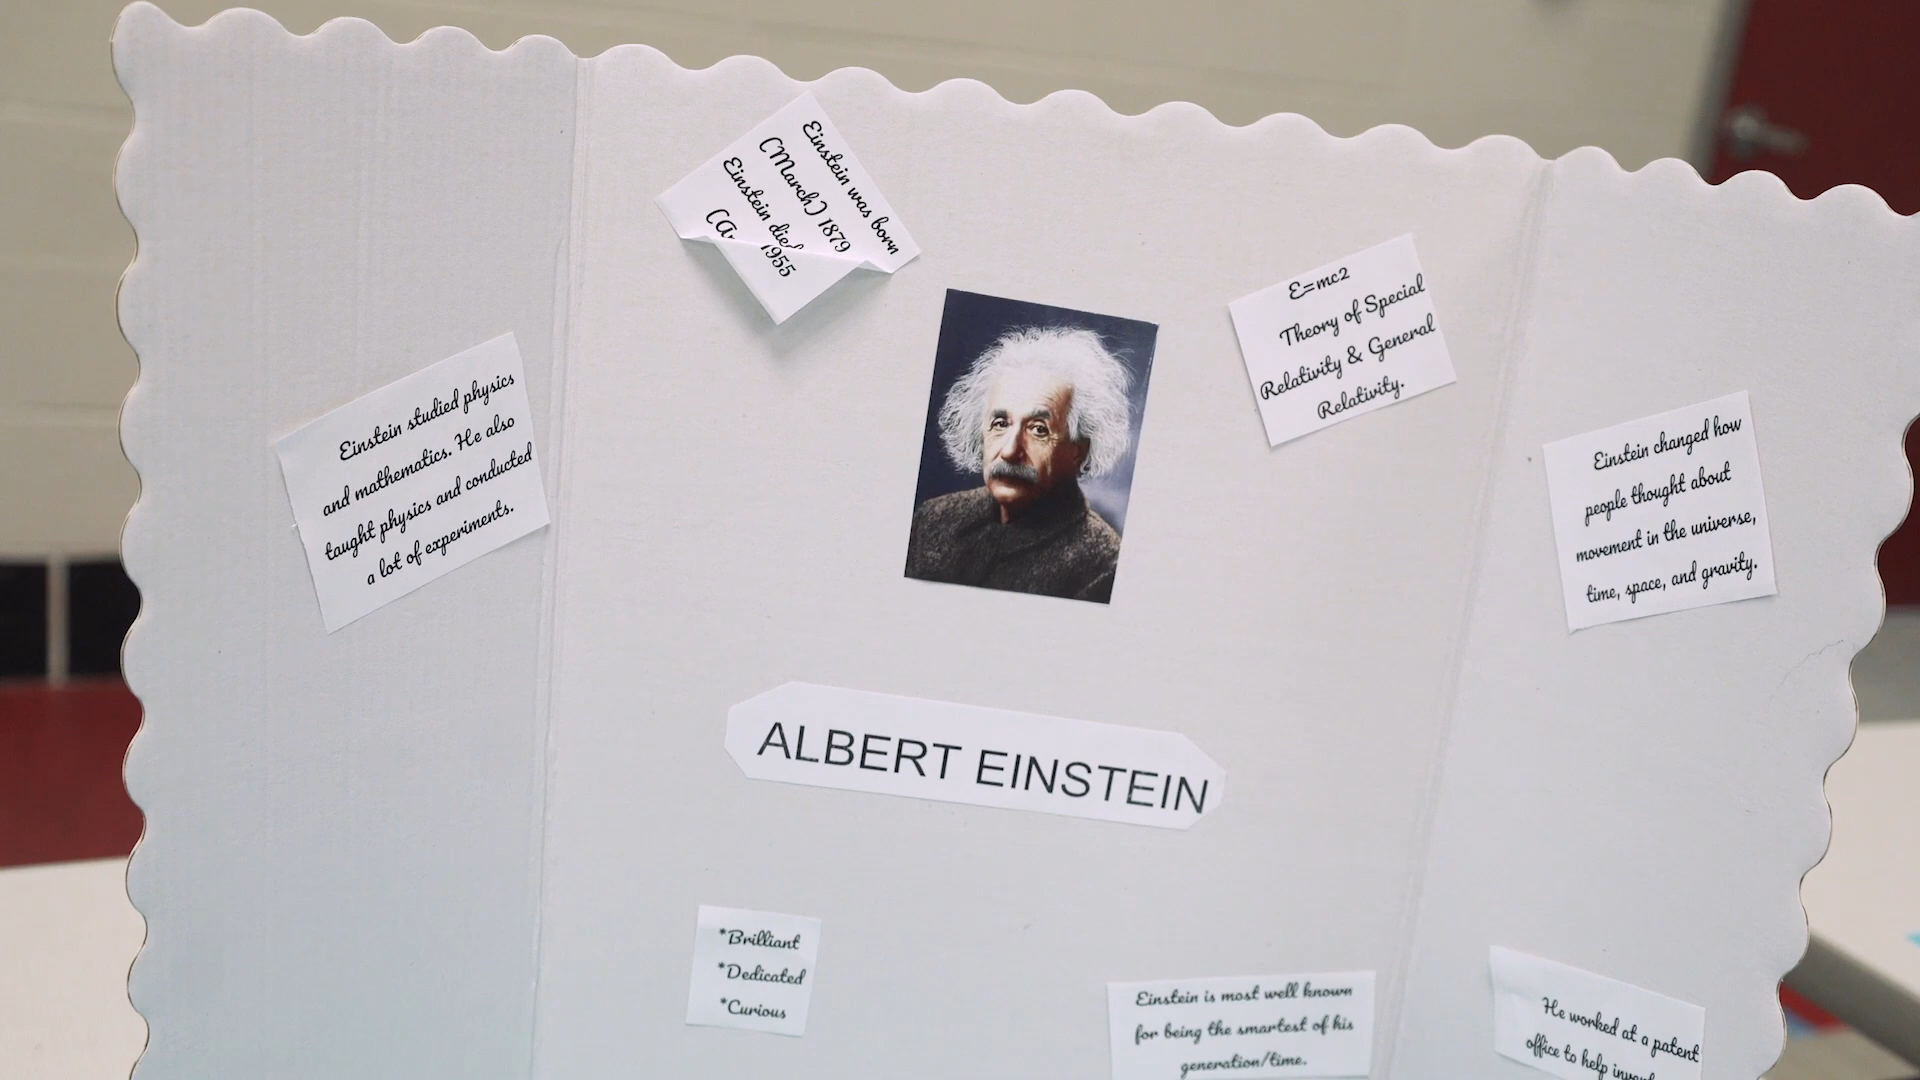 Einstein was born
(March) 1879
Einstein died
1955
E=mc2
Theory of Special
Relativity & General
Relativity.
Einstein studied physics
and mathematics. He also
taught physics and conducted
a lot of experiments.
Einstein changed how
people thought about
movement in the universe,
time, space, and gravity.
ALBERT EINSTEIN
*Brilliant
*Dedicated
*Curious
Einstein is most well known
for being the smartest of his
generation/time.
He worked at a patent
office to help